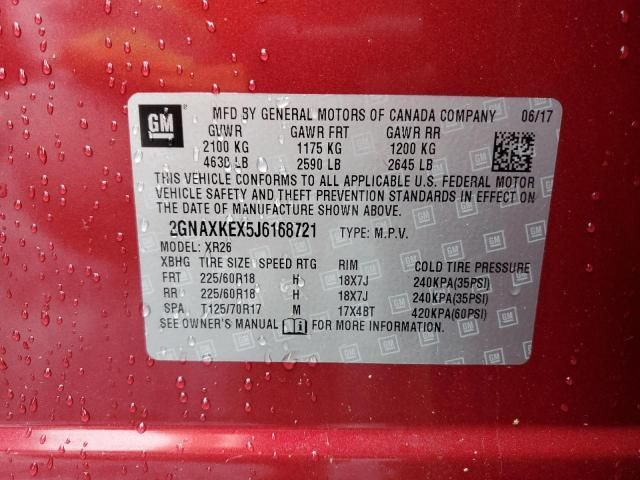 GM
MFD BY GENERAL MOTORS OF CANADA COMPANY 06/17
GVWR GAWR FRT GAWR RR
2100 KG 1175 KG 1200 KG
4630 LB 2590 LB 2645 LB
THIS VEHICLE CONFORMS TO ALL APPLICABLE U.S. FEDERAL MOTOR
VEHICLE SAFETY AND THEFT PREVENTION STANDARDS IN EFFECT ON
THE DATE OF MANUFACTURE SHOWN ABOVE.
2GNAXKEX5J6168721 TYPE: M.P.V.
MODEL: XR26
XBHG TIRE SIZE SPEED RTG RIM COLD TIRE PRESSURE
FRT 225/60R18 H 18X7J 240KPA(35PSI)
RR 225/60R18 H 18X7J 240KPA(35PSI)
SPA T125/70R17 M 17X4BT 420KPA(60PSI)
SEE OWNER'S MANUAL FOR MORE INFORMATION